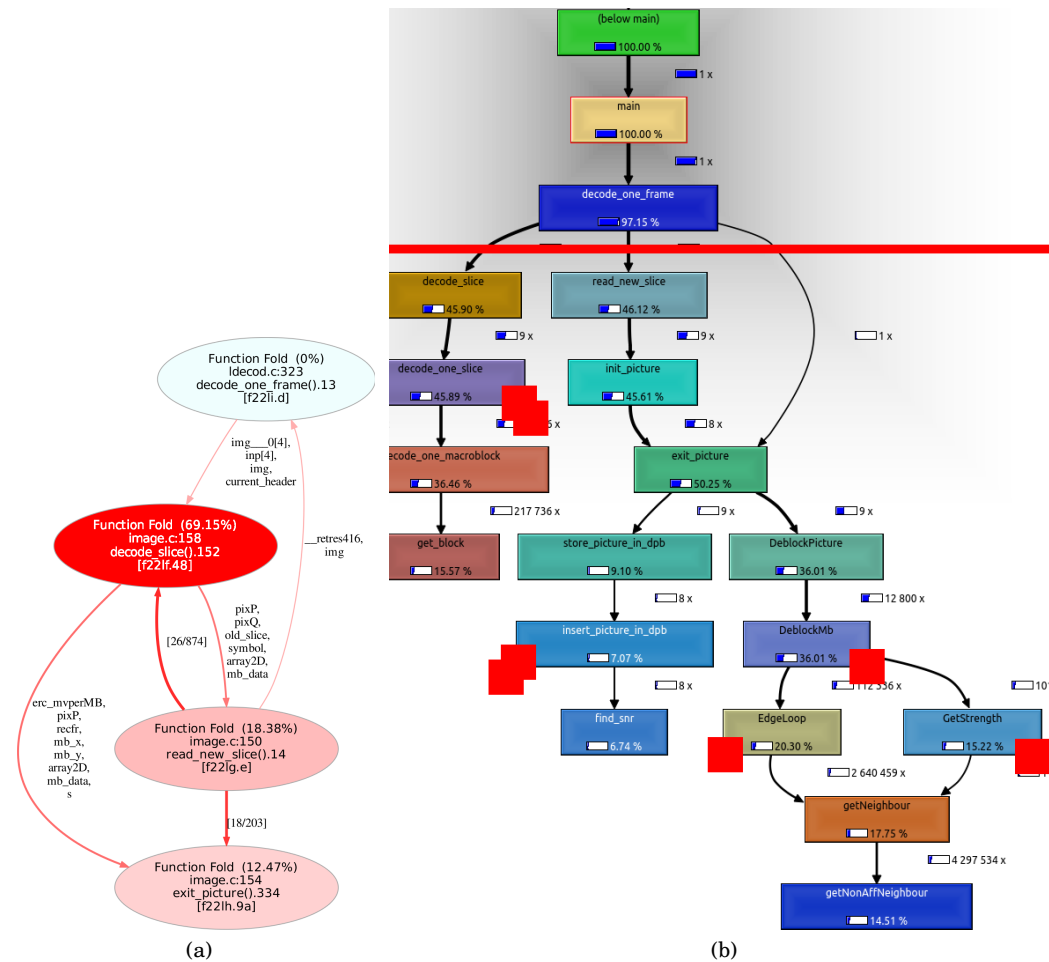 Function Fold  (0%)
ldecod.c:323
decode_one_frame().13
[f22li.d]
img___0[4],
inp[4],
img,
current_header
__retres416,
img
Function Fold  (69.15%)
image.c:158
decode_slice().152
[f22lf.48]
[26/874]
pixP,
pixQ,
old_slice,
symbol,
array2D,
mb_data
erc_mvperMB,
pixP,
recfr,
mb_x,
mb_y,
array2D,
mb_data,
s
Function Fold  (18.38%)
image.c:150
read_new_slice().14
[f22lg.e]
[18/203]
Function Fold  (12.47%)
image.c:154
exit_picture().334
[f22lh.9a]
(a)
(below main)
100.00 %
1 x
main
100.00 %
1 x
decode_one_frame
97.15 %
decode_slice
45.90 %
read_new_slice
46.12 %
9 x
9 x
1 x
decode_one_slice
45.89 %
init_picture
45.61 %
6 x
8 x
ecode_one_macroblock
36.46 %
exit_picture
50.25 %
217 736 x
9 x
9 x
get_block
15.57 %
store_picture_in_dpb
9.10 %
DeblockPicture
36.01 %
8 x
12 800 x
insert_picture_in_dpb
7.07 %
DeblockMb
36.01 %
8 x
112 336 x
101
find_snr
6.74 %
EdgeLoop
20.30 %
GetStrength
15.22 %
2 640 459 x
getNeighbour
17.75 %
4 297 534 x
getNonAffNeighbour
14.51 %
(b)